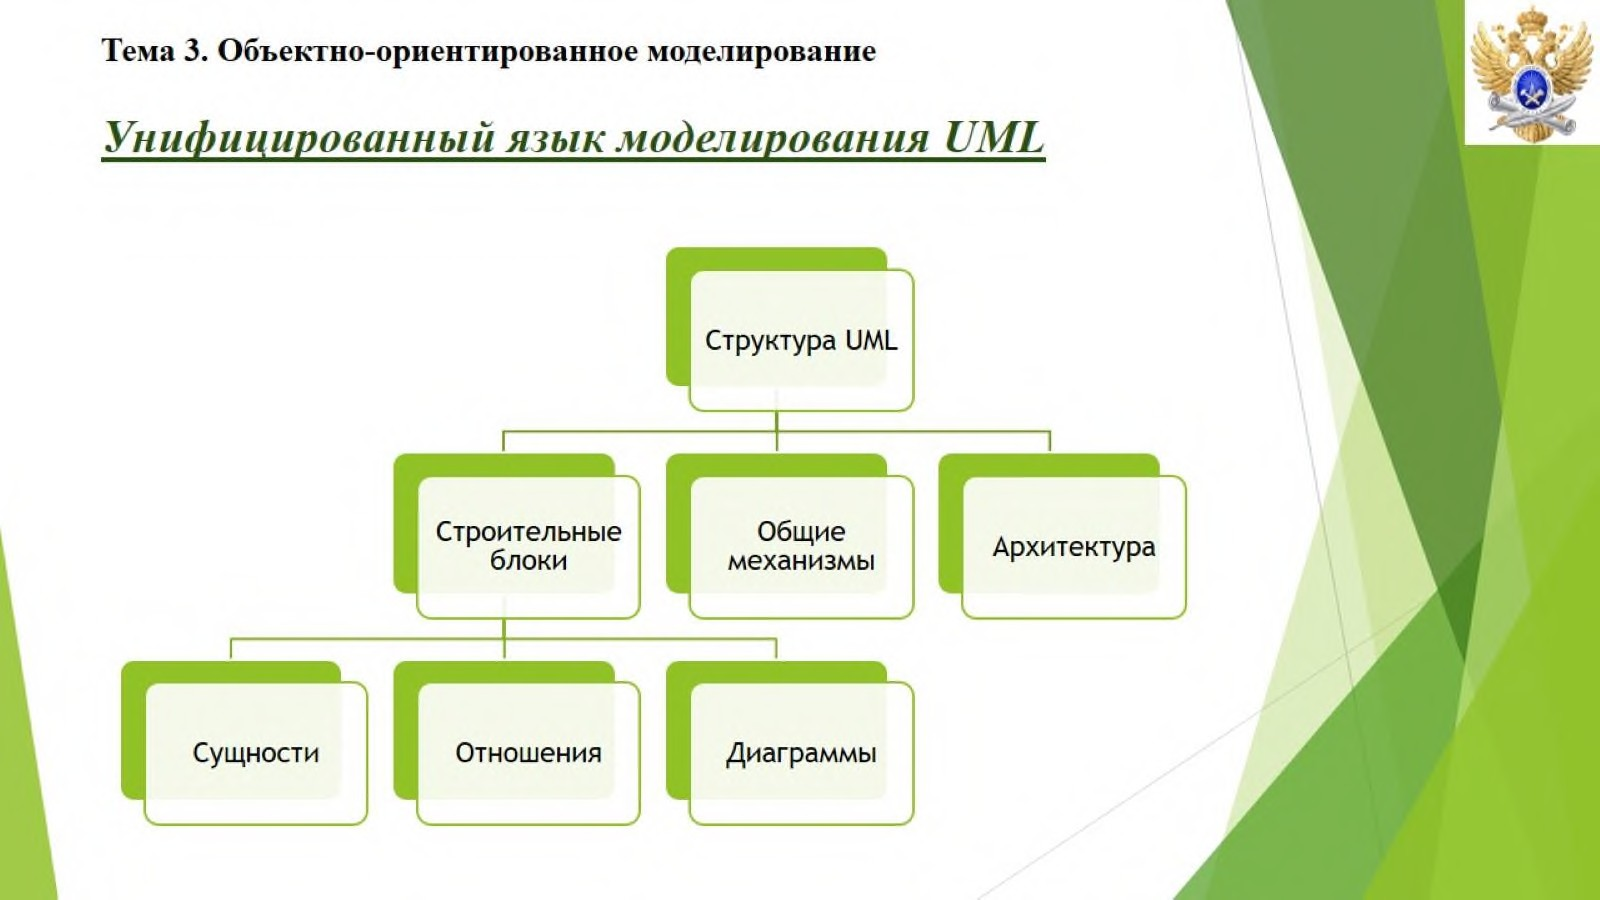 Тема 3. Объектно-ориентированное моделирование
Унифицированный язык моделирования UML
Структура UML
Строительные
блоки
Общие
механизмы
Архитектура
Сущности
Отношения
Диаграммы